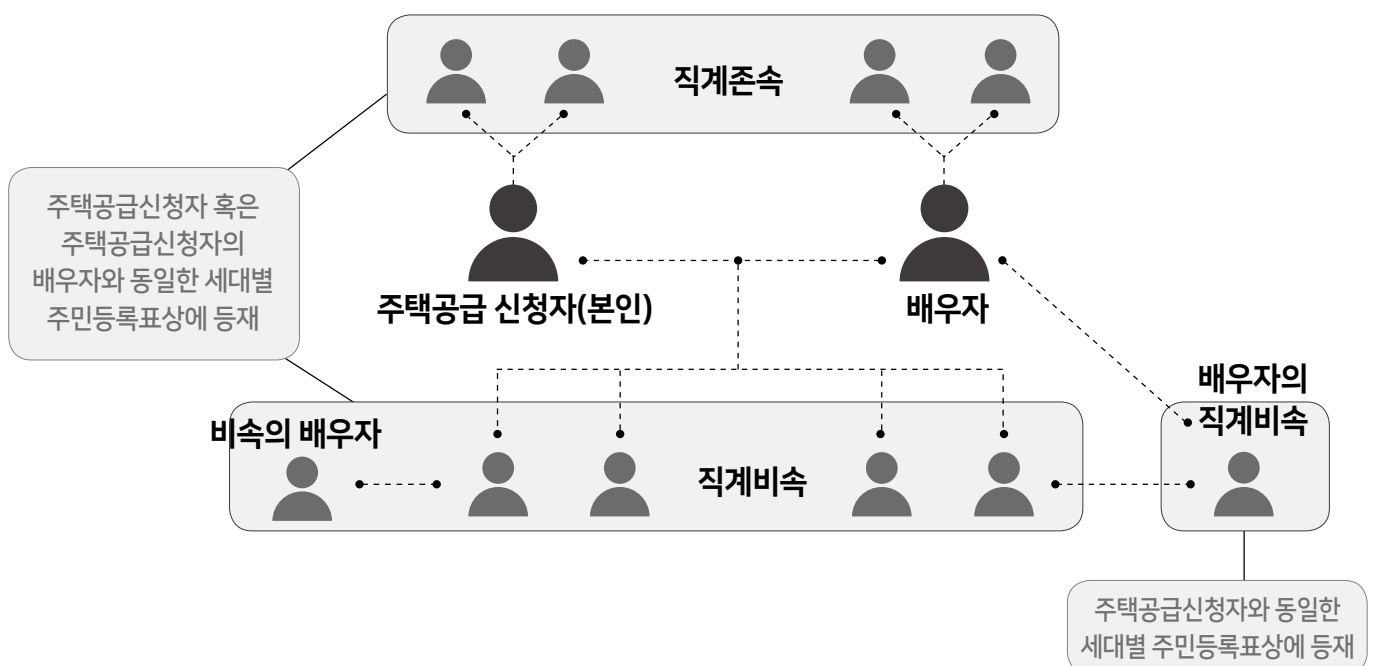 직계존속
주택공급신청자 혹은
주택공급신청자의
배우자와 동일한 세대별
주민등록표상에 등재
주택공급 신청자(본인)
배우자
배우자의
직계비속
비속의 배우자
직계비속
주택공급신청자와 동일한
세대별 주민등록표상에 등재